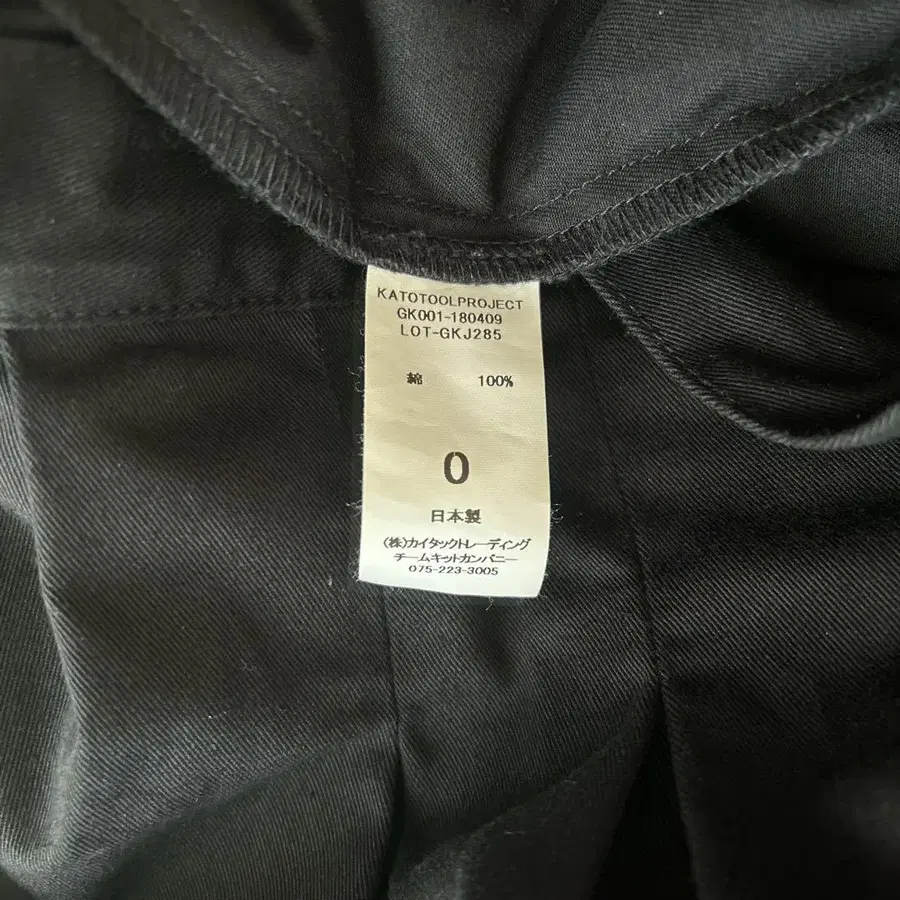 KATOTOOLPROJECT
GK001-180409
LOT-GKJ285
綿 100%
0
日本製
(株)カイタックトレーディング
チームキットカンパニー
075-223-3005